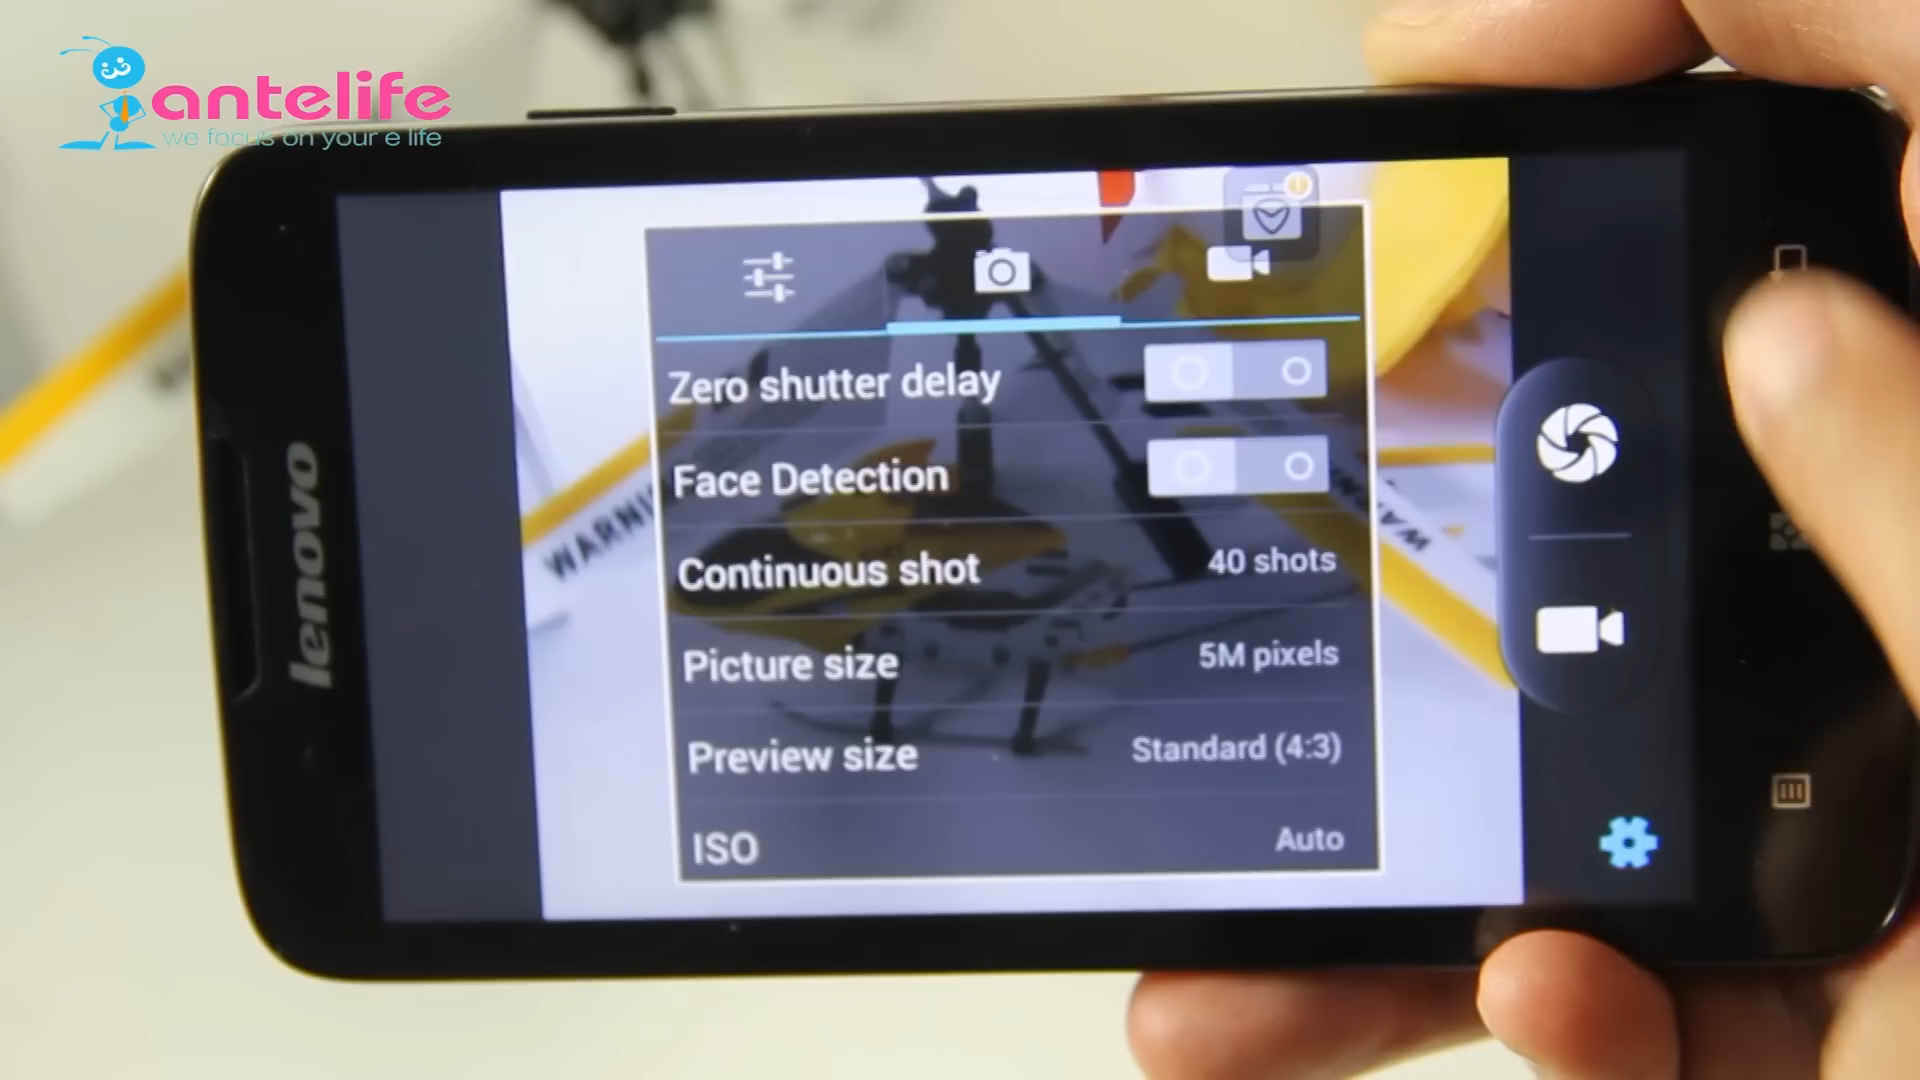 antelife
we focus on your e life
lenovo
Zero shutter delay
Face Detection
Continuous shot 40 shots
Picture size 5M pixels
Preview size Standard (4:3)
ISO Auto
WARNI